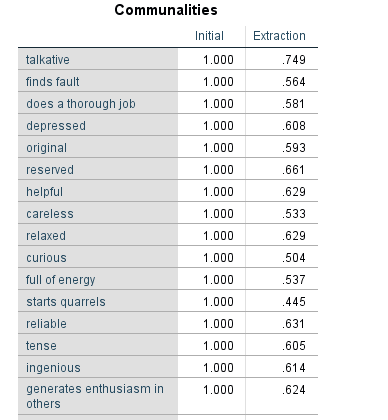 Communalities
Initial Extraction
talkative 1.000 .749
finds fault 1.000 .564
does a thorough job 1.000 .581
depressed 1.000 .608
original 1.000 .593
reserved 1.000 .661
helpful 1.000 .629
careless 1.000 .533
relaxed 1.000 .629
curious 1.000 .504
full of energy 1.000 .537
starts quarrels 1.000 .445
reliable 1.000 .631
tense 1.000 .605
ingenious 1.000 .614
generates enthusiasm in 1.000 .624
others